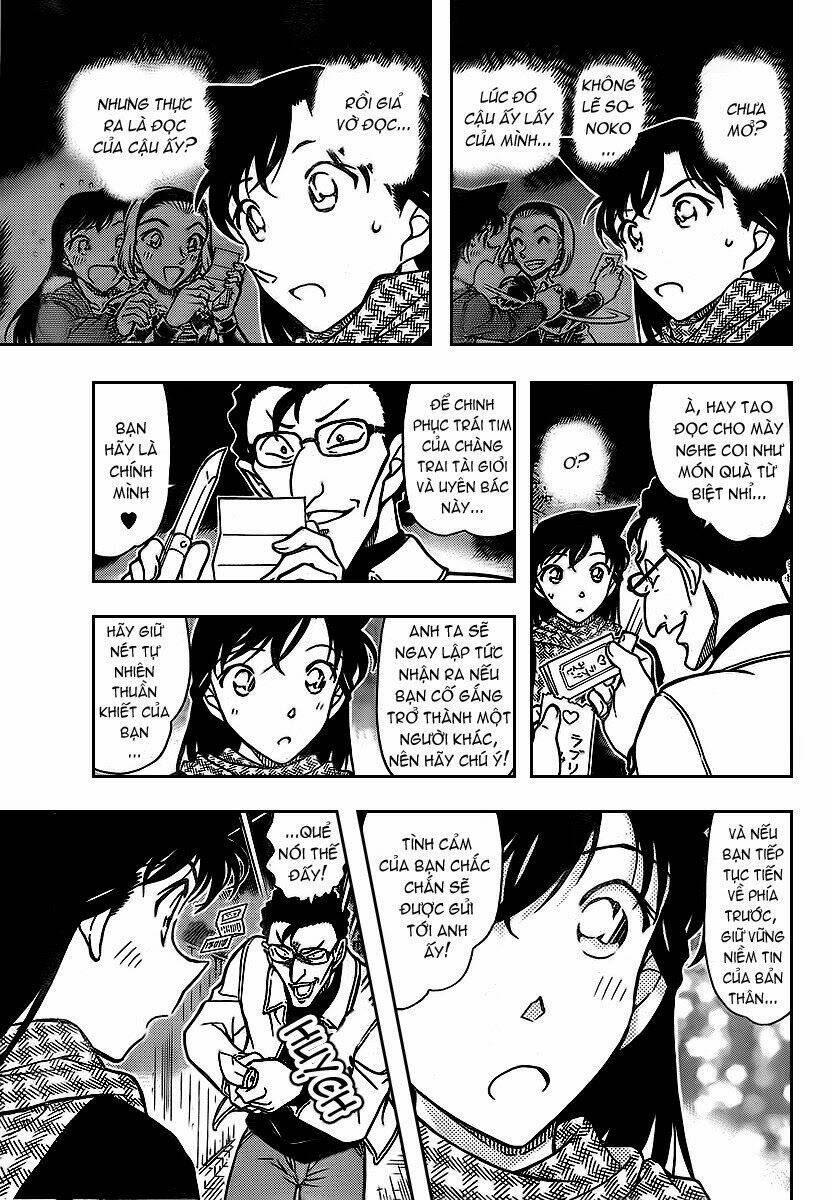 CHƯA
MỞ?
KHÔNG
LẼ SO-
NOKO
...
LÚC ĐÓ
CẬU ẤY LẤY
CỦA MÌNH...
RỒI GIẢ
VỜ ĐỌC...
NHƯNG THỰC
RA LÀ ĐỌC
CỦA CẬU ẤY?
À, HAY TAO
ĐỌC CHO MÀY
NGHE COI NHƯ
MÓN QUÀ TỪ
BIỆT NHỈ...
Ơ?
ラブリ
ĐỂ CHINH
PHỤC TRÁI TIM
CỦA CHÀNG
TRAI TÀI GIỎI
VÀ UYÊN BÁC
NÀY...
BẠN
HÃY LÀ
CHÍNH
MÌNH
♥
ANH TA SẼ
NGAY LẬP TỨC
NHẬN RA NẾU
BẠN CỐ GẮNG
TRỞ THÀNH MỘT
NGƯỜI KHÁC,
NÊN HÃY CHÚ Ý!
HÃY GIỮ
NÉT TỰ
NHIÊN
THUẦN
KHIẾT CỦA
BẠN
...
VÀ NẾU
BẠN TIẾP
TỤC TIẾN
VỀ PHÍA
TRƯỚC,
GIỮ VỮNG
NIỀM TIN
CỦA BẢN
THÂN...
TÌNH CẢM
CỦA BẠN CHẮC
CHẮN SẼ
ĐƯỢC GỬI
TỚI ANH
ẤY!
...QUẺ
NÓI THẾ
ĐẤY!
HUỴCH